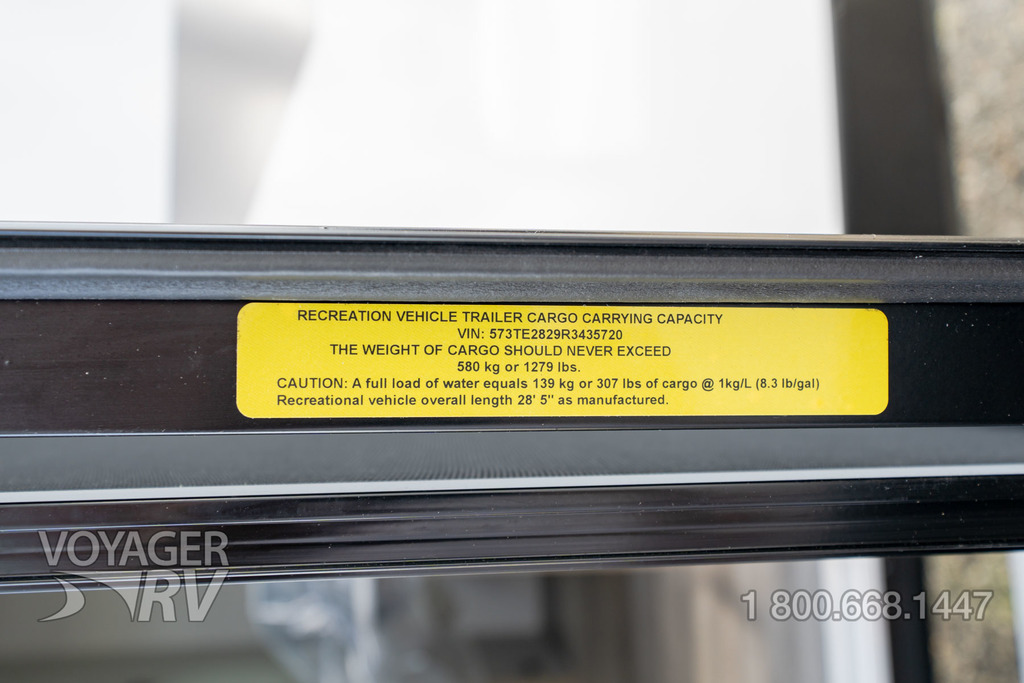 RECREATION VEHICLE TRAILER CARGO CARRYING CAPACITY
VIN: 573TE2829R3435720
THE WEIGHT OF CARGO SHOULD NEVER EXCEED
580 kg or 1279 lbs.
CAUTION: A full load of water equals 139 kg or 307 lbs of cargo @ 1kg/L (8.3 lb/gal)
Recreational vehicle overall length 28' 5" as manufactured.
VOYAGER
RV
1 800.668.1447